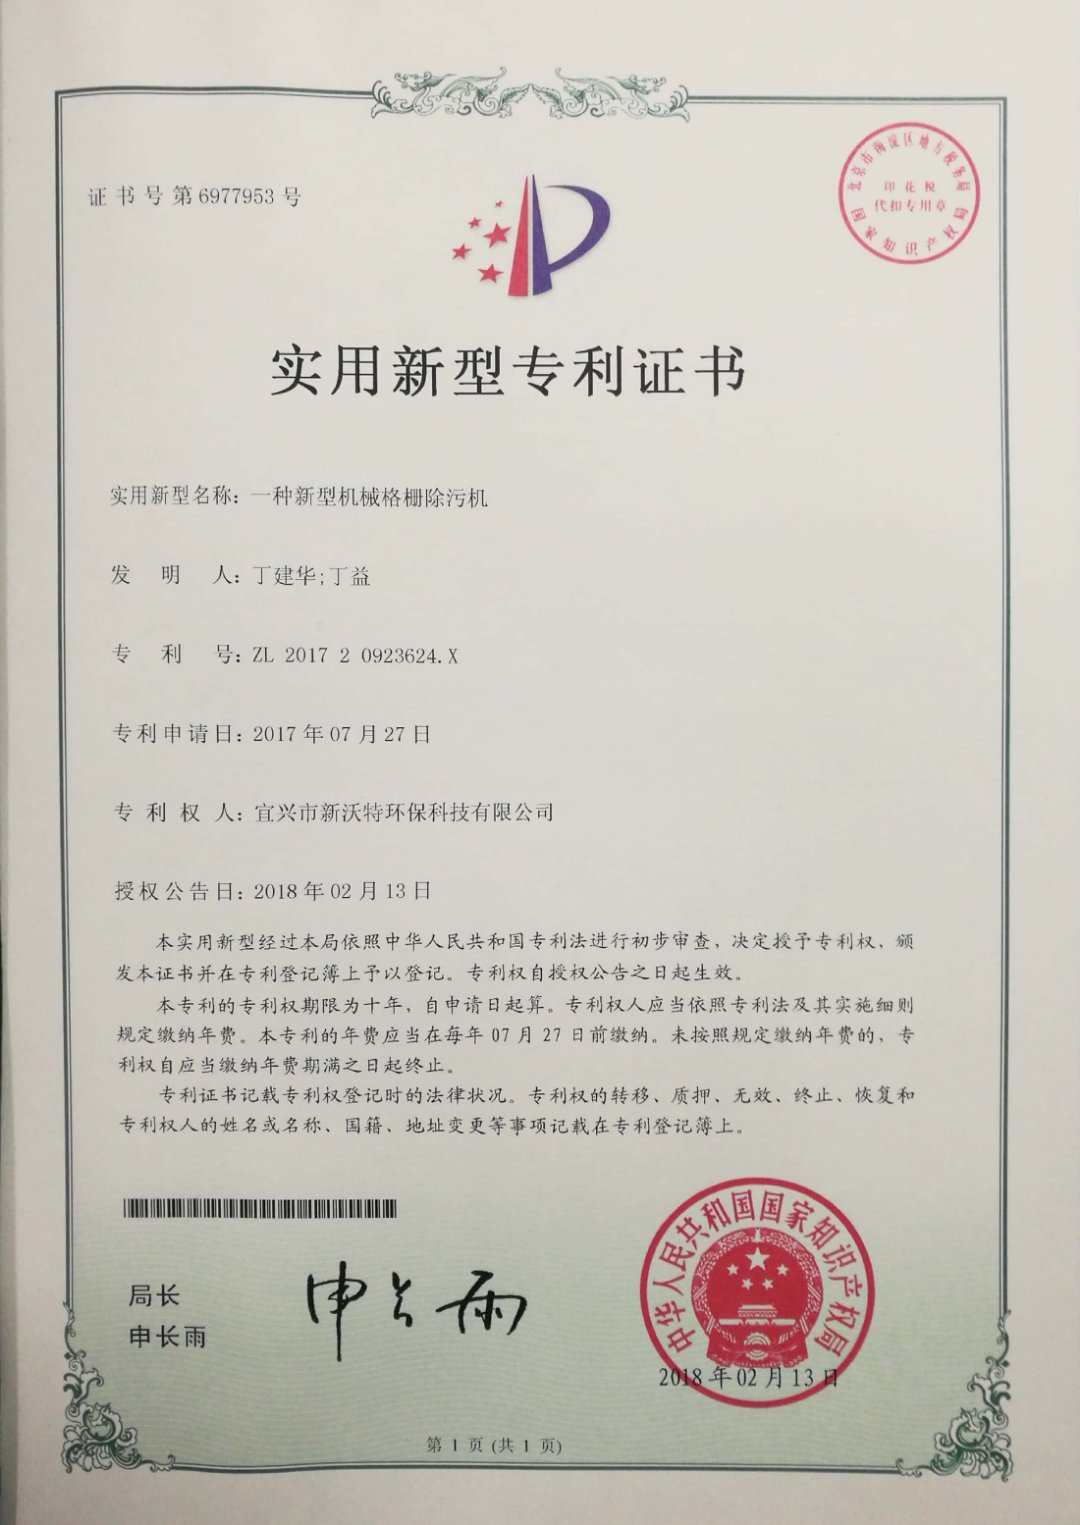 证书号第6977953号
北京市海淀区地方税务局
印花税
代扣专用章
国家知识产权局
实用新型专利证书
实用新型名称：一种新型机械格栅除污机
发明人：丁建华;丁益
专利号：ZL 2017 2 0923624.X
专利申请日：2017年07月27日
专利权人：宜兴市新沃特环保科技有限公司
授权公告日：2018年02月13日
本实用新型经过本局依照中华人民共和国专利法进行初步审查，决定授予专利权，颁
发本证书并在专利登记簿上予以登记。专利权自授权公告之日起生效。
本专利的专利权期限为十年，自申请日起算。专利权人应当依照专利法及其实施细则
规定缴纳年费。本专利的年费应当在每年07月27日前缴纳。未按照规定缴纳年费的，专
利权自应当缴纳年费期满之日起终止。
专利证书记载专利权登记时的法律状况。专利权的转移、质押、无效、终止、恢复和
专利权人的姓名或名称、国籍、地址变更等事项记载在专利登记簿上。
局长
申长雨
申长雨
中华人民共和国国家知识产权局
2018年02月13日
第1页(共1页)